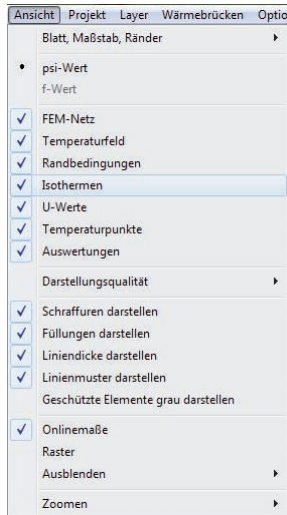 Ansicht Projekt Layer Wärmebrücken Optio
Blatt, Maßstab, Ränder
psi-Wert
f-Wert
FEM-Netz
Temperaturfeld
Randbedingungen
Isothermen
U-Werte
Temperaturpunkte
Auswertungen
Darstellungsqualität
Schraffuren darstellen
Füllungen darstellen
Liniendicke darstellen
Linienmuster darstellen
Geschützte Elemente grau darstellen
Onlinemaße
Raster
Ausblenden
Zoomen